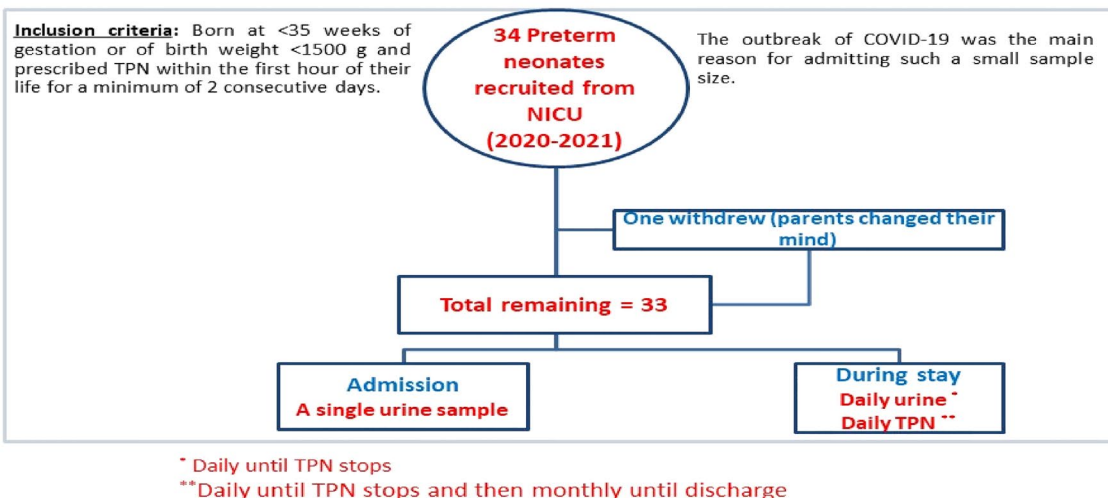 Inclusion criteria: Born at <35 weeks of
gestation or of birth weight <1500 g and
prescribed TPN within the first hour of their
life for a minimum of 2 consecutive days.
34 Preterm
neonates
recruited from
NICU
(2020-2021)
The outbreak of COVID-19 was the main
reason for admitting such a small sample
size.
One withdrew (parents changed their
mind)
Total remaining = 33
Admission
A single urine sample
During stay
Daily urine *
Daily TPN **
* Daily until TPN stops
**Daily until TPN stops and then monthly until discharge